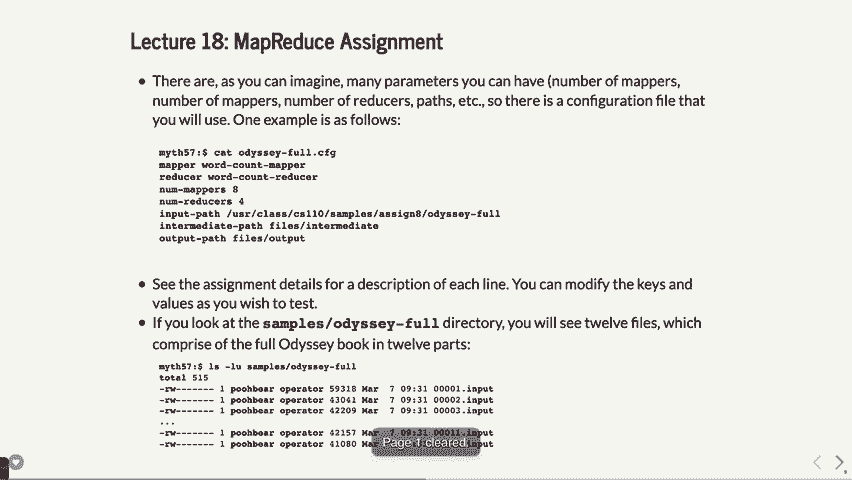 Lecture 18: MapReduce Assignment
• There are, as you can imagine, many parameters you can have (number of mappers,
number of mappers, number of reducers, paths, etc., so there is a configuration file that
you will use. One example is as follows:
myth57:$ cat odyssey-full.cfg
mapper word-count-mapper
reducer word-count-reducer
num-mappers 8
num-reducers 4
input-path /usr/class/cs110/samples/assign8/odyssey-full
intermediate-path files/intermediate
output-path files/output
• See the assignment details for a description of each line. You can modify the keys and
values as you wish to test.
• If you look at the samples/odyssey-full directory, you will see twelve files, which
comprise of the full Odyssey book in twelve parts:
myth57:$ ls -lu samples/odyssey-full
total 515
-rw------- 1 poohbear operator 59318 Mar 7 09:31 00001.input
-rw------- 1 poohbear operator 43041 Mar 7 09:31 00002.input
-rw------- 1 poohbear operator 42209 Mar 7 09:31 00003.input
...
-rw------- 1 poohbear operator 42157 Mar 7 09:31 00011.input
-rw------- 1 poohbear operator 41080 Mar
Page 1 cleared